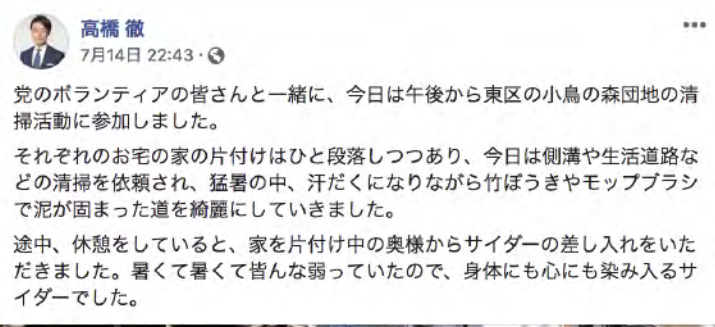 高橋 徹
7月14日 22:43 ·
党のボランティアの皆さんと一緒に、今日は午後から東区の小鳥の森団地の清
掃活動に参加しました。
それぞれのお宅の家の片付けはひと段落しつつあり、今日は側溝や生活道路な
どの清掃を依頼され、猛暑の中、汗だくになりながら竹ぼうきやモップブラシ
で泥が固まった道を綺麗にしていきました。
途中、休憩をしていると、家を片付け中の奥様からサイダーの差し入れをいた
だきました。暑くて暑くて皆んな弱っていたので、身体にも心にも染み入るサ
イダーでした。